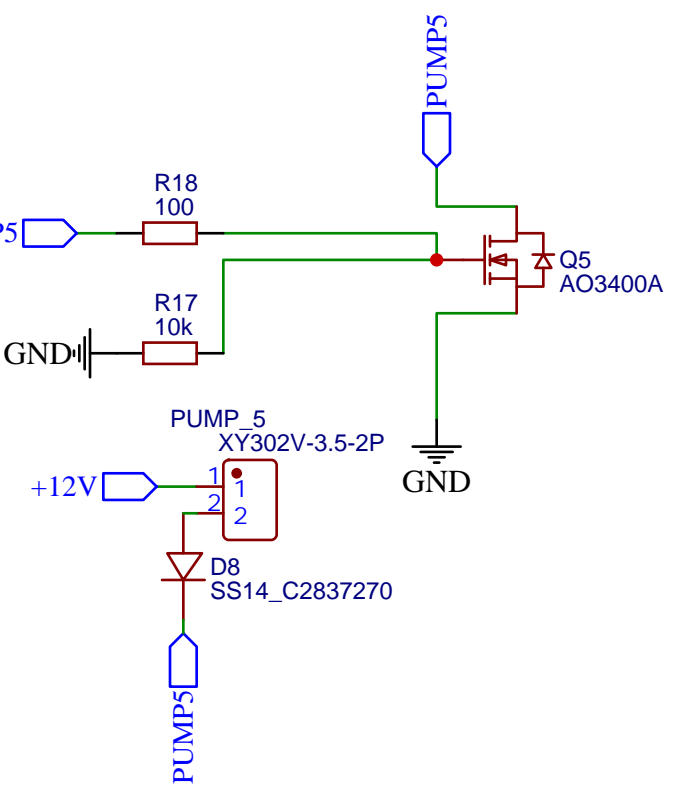 PUMP5
R18
100
P5
Q5
AO3400A
R17
10k
GND
PUMP_5
XY302V-3.5-2P
+12V
1
1
2
2
GND
D8
SS14_C2837270
PUMP5